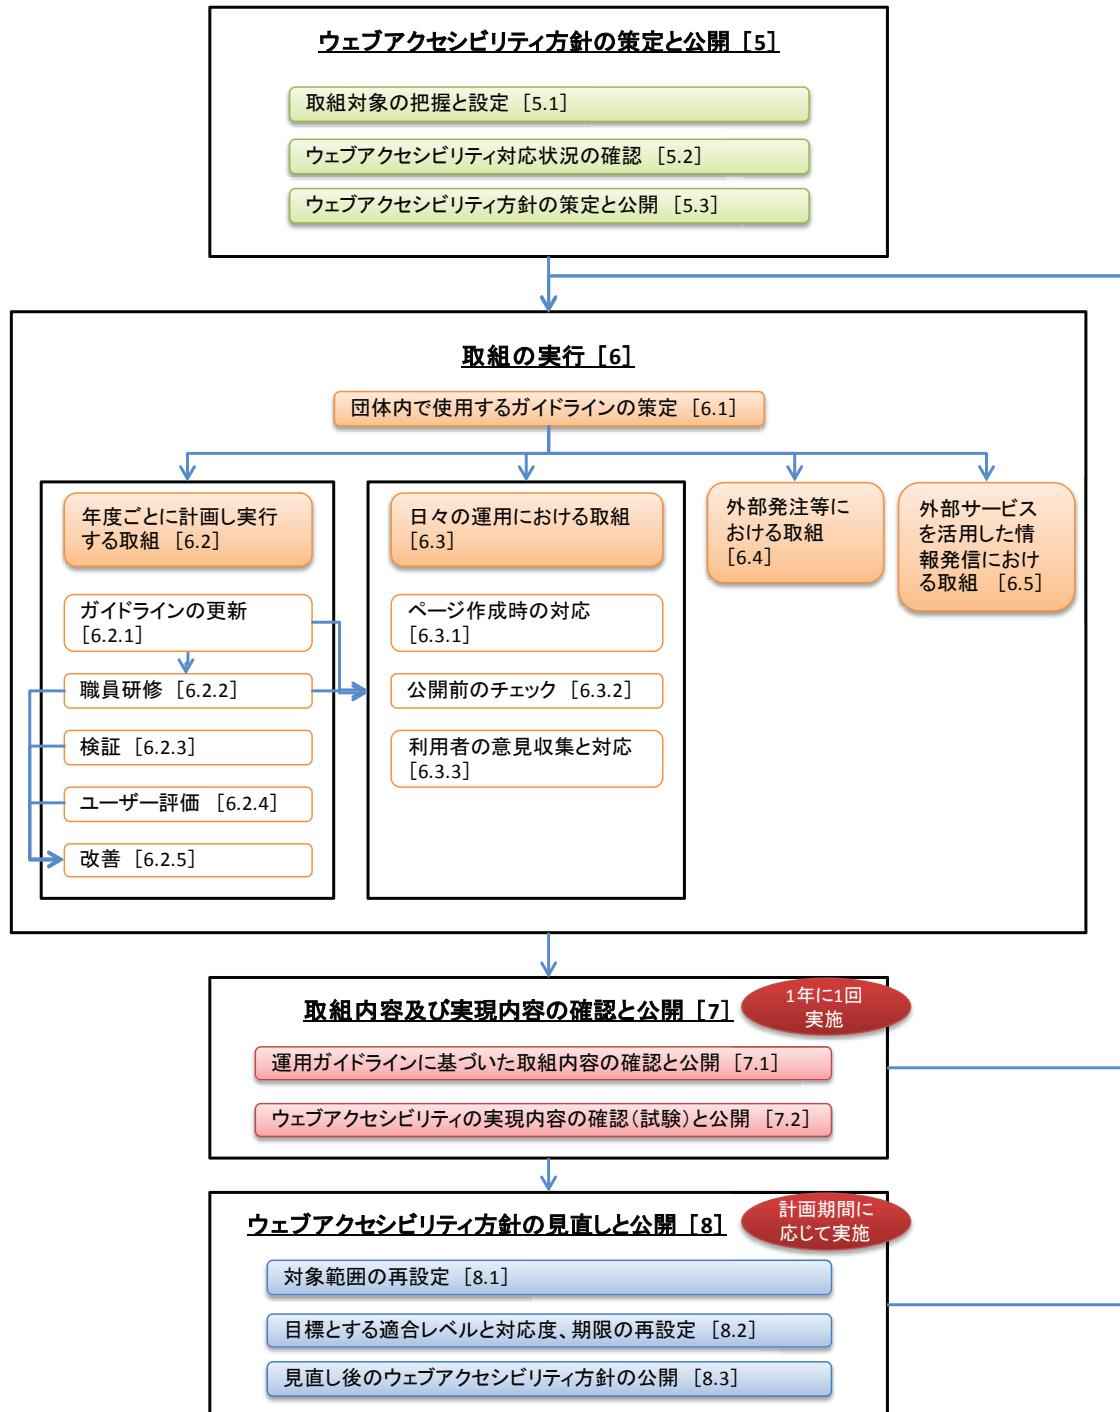 ウェブアクセシビリティ方針の策定と公開 [5]
取組対象の把握と設定 [5.1]
ウェブアクセシビリティ対応状況の確認 [5.2]
ウェブアクセシビリティ方針の策定と公開 [5.3]
取組の実行 [6]
団体内で使用するガイドラインの策定 [6.1]
年度ごとに計画し実行
する取組 [6.2]
ガイドラインの更新
[6.2.1]
職員研修 [6.2.2]
検証 [6.2.3]
ユーザー評価 [6.2.4]
改善 [6.2.5]
日々の運用における取組
[6.3]
ページ作成時の対応
[6.3.1]
公開前のチェック [6.3.2]
利用者の意見収集と対応
[6.3.3]
外部発注等に
おける取組
[6.4]
外部サービス
を活用した情
報発信におけ
る取組 [6.5]
取組内容及び実現内容の確認と公開 [7]
1年に1回
実施
運用ガイドラインに基づいた取組内容の確認と公開 [7.1]
ウェブアクセシビリティの実現内容の確認(試験)と公開 [7.2]
ウェブアクセシビリティ方針の見直しと公開 [8]
計画期間に
応じて実施
対象範囲の再設定 [8.1]
目標とする適合レベルと対応度、期限の再設定 [8.2]
見直し後のウェブアクセシビリティ方針の公開 [8.3]